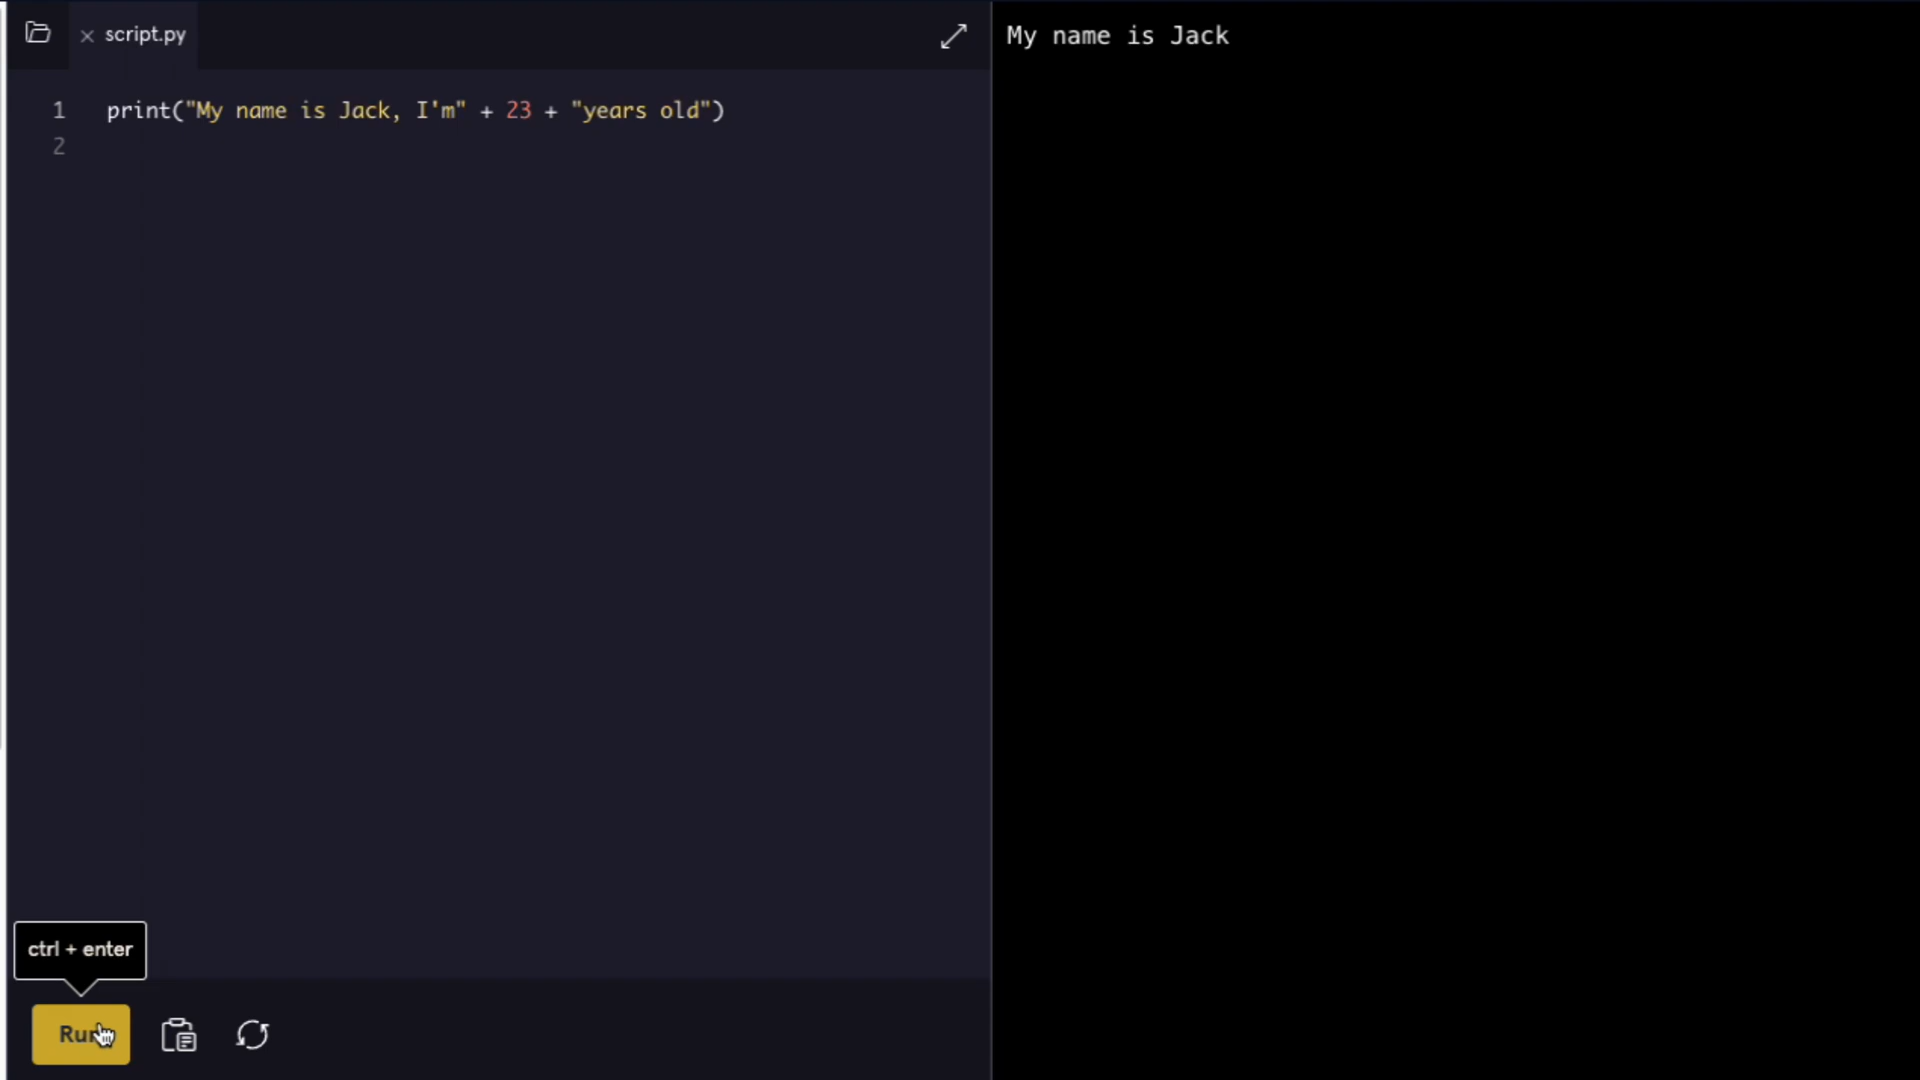 script.py
1 print("My name is Jack, I'm" + 23 + "years old")
2
My name is Jack
ctrl + enter
Run